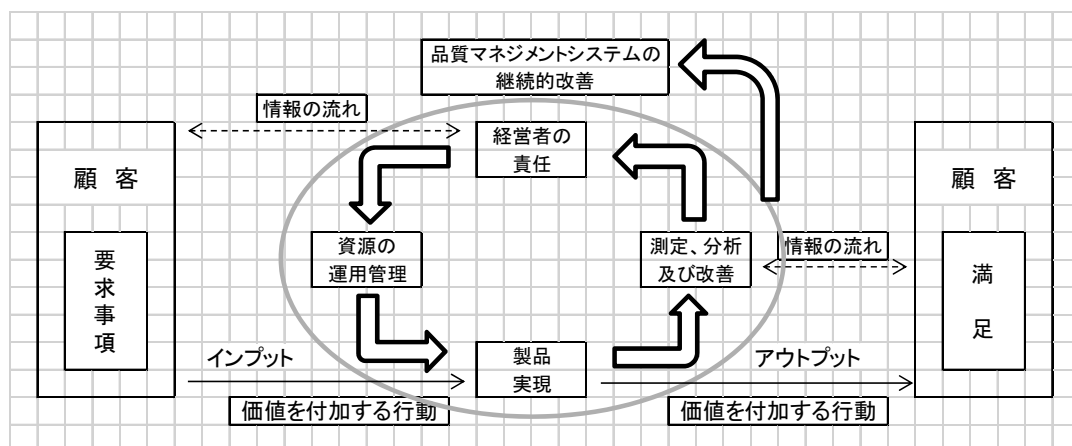 品質マネジメントシステムの
継続的改善
情報の流れ
経営者の
責任
顧 客
顧 客
資源の
運用管理
測定、分析
及び改善
情報の流れ
要求事項
満 足
インプット
製品
実現
アウトプット
価値を付加する行動
価値を付加する行動